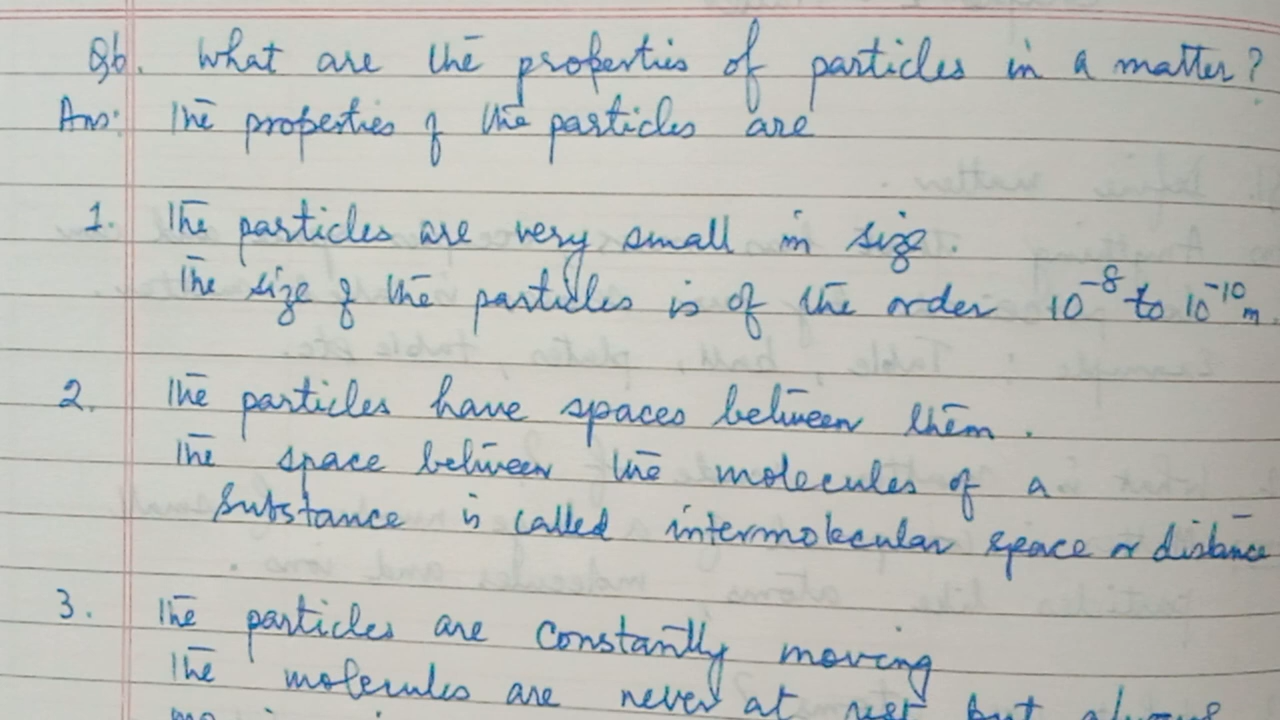 Q6. What are the properties of particles in a matter?
Ans: The properties of the particles are
1. The particles are very small in size.
The size of the particles is of the order 10⁻⁸ to 10⁻¹⁰ m.
2. The particles have spaces between them.
The space between the molecules of a
substance is called intermolecular space or distance
3. The particles are constantly moving
The molecules are never at rest but always